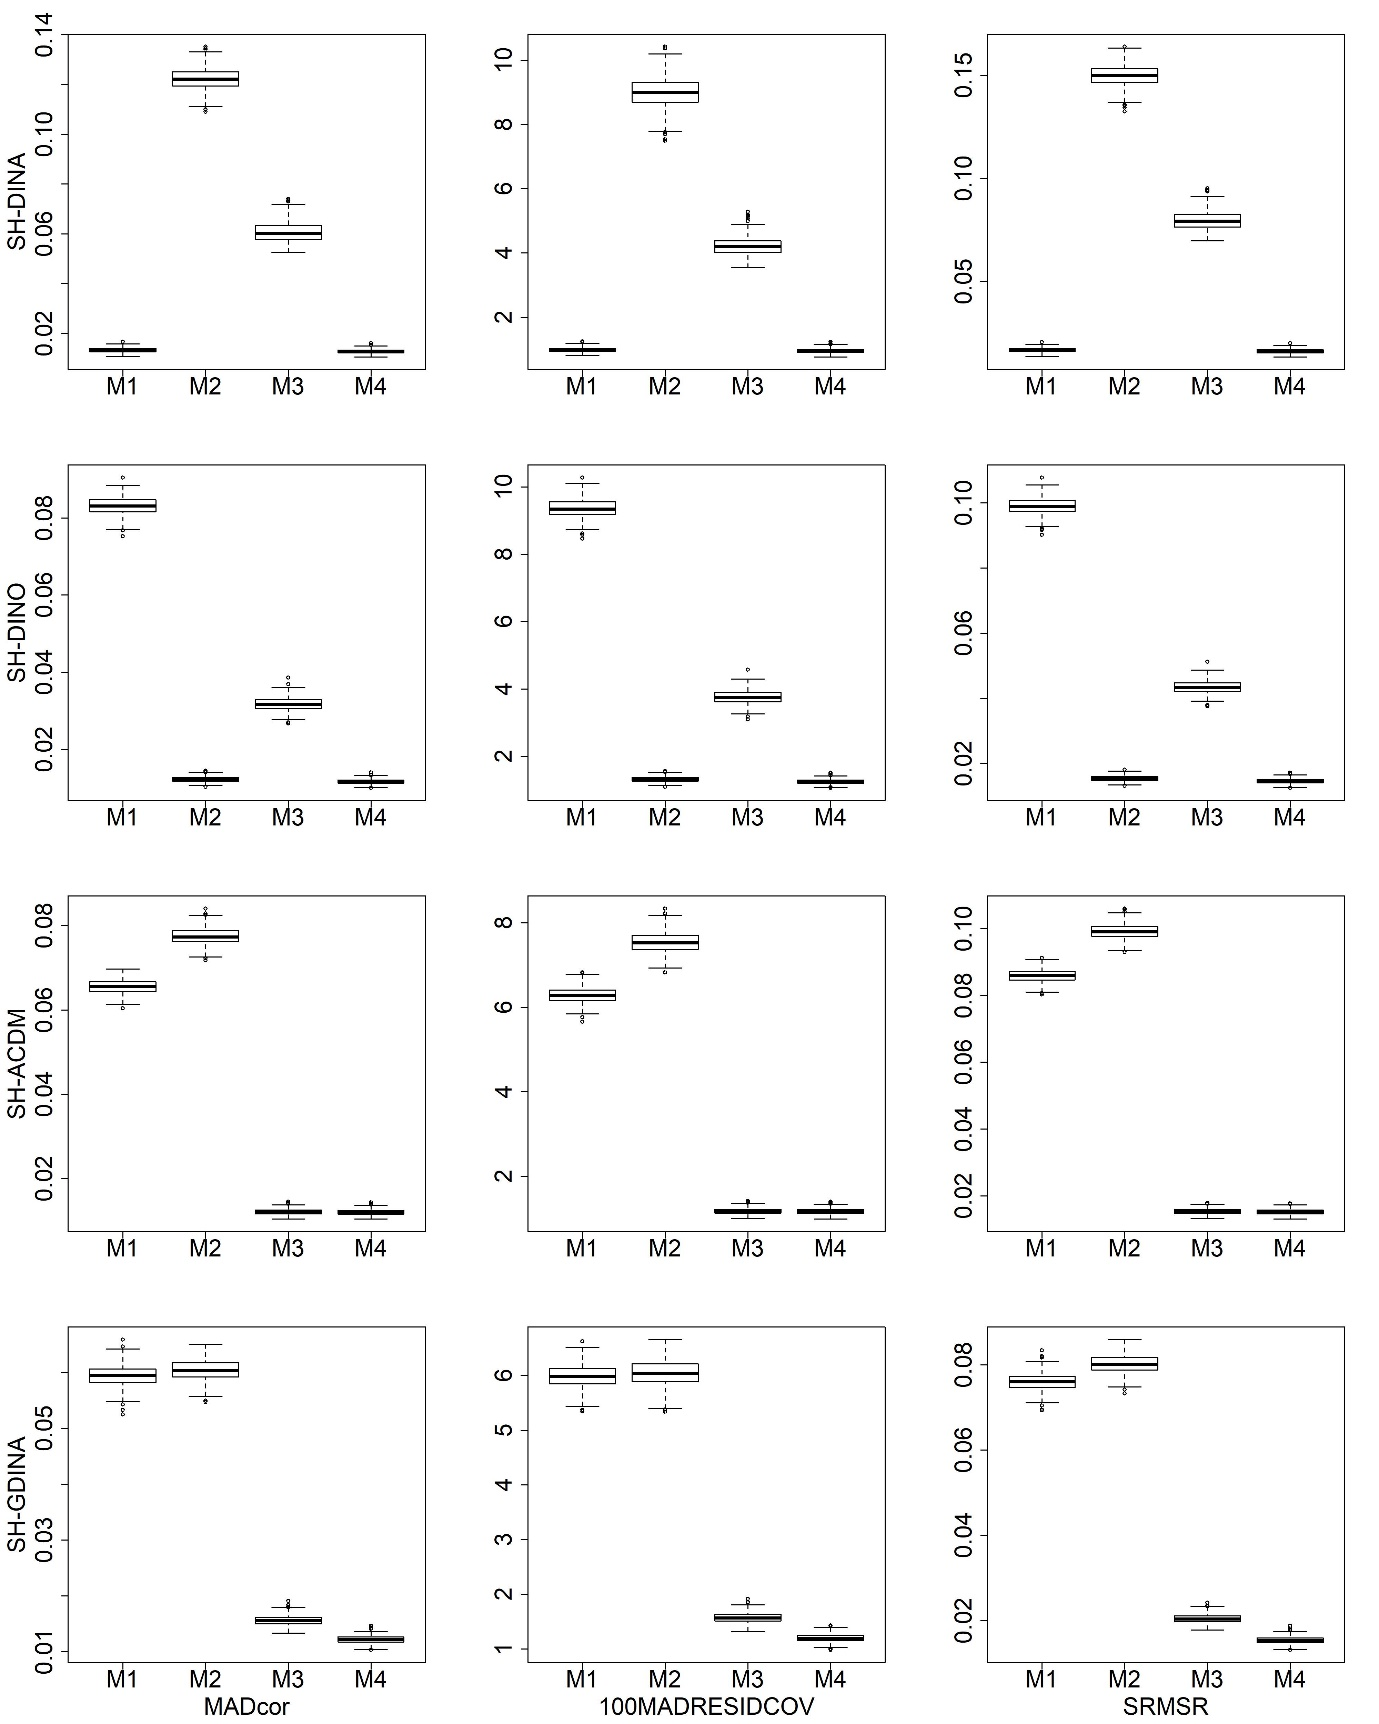 SH-DINA
0.02 0.06 0.10 0.14
M1 M2 M3 M4
2 4 6 8 10
M1 M2 M3 M4
0.05 0.10 0.15
M1 M2 M3 M4
SH-DINO
0.02 0.04 0.06 0.08
M1 M2 M3 M4
2 4 6 8 10
M1 M2 M3 M4
0.02 0.06 0.10
M1 M2 M3 M4
SH-ACDM
0.02 0.04 0.06 0.08
M1 M2 M3 M4
2 4 6 8
M1 M2 M3 M4
0.02 0.04 0.06 0.08 0.10
M1 M2 M3 M4
SH-GDINA
0.01 0.03 0.05
M1 M2 M3 M4
MADcor
1 2 3 4 5 6
M1 M2 M3 M4
100MADRESIDCOV
0.02 0.04 0.06 0.08
M1 M2 M3 M4
SRMSR